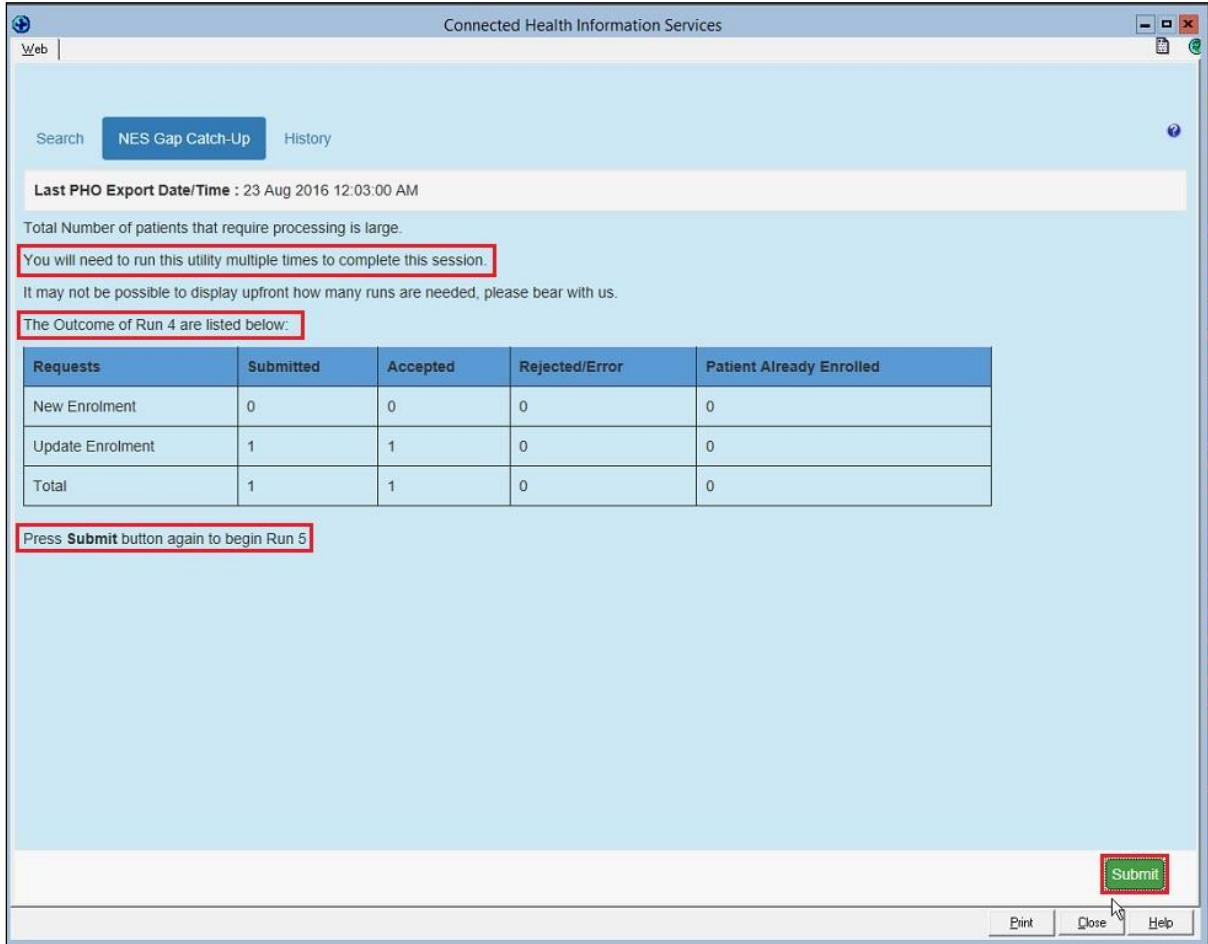 Connected Health Information Services
Web
Search NES Gap Catch-Up History
Last PHO Export Date/Time : 23 Aug 2016 12:03:00 AM
Total Number of patients that require processing is large.
You will need to run this utility multiple times to complete this session.
It may not be possible to display upfront how many runs are needed, please bear with us.
The Outcome of Run 4 are listed below:
Requests Submitted Accepted Rejected/Error Patient Already Enrolled
New Enrolment 0 0 0 0
Update Enrolment 1 1 0 0
Total 1 1 0 0
Press Submit button again to begin Run 5
Submit
Print Close Help